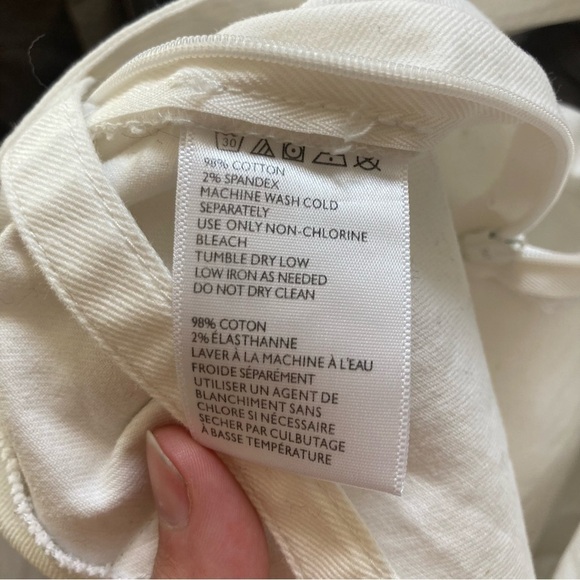 30
98% COTTON
2% SPANDEX
MACHINE WASH COLD
SEPARATELY
USE ONLY NON-CHLORINE
BLEACH
TUMBLE DRY LOW
LOW IRON AS NEEDED
DO NOT DRY CLEAN
98% COTON
2% ÉLASTHANNE
LAVER À LA MACHINE À L'EAU
FROIDE SÉPARÉMENT
UTILISER UN AGENT DE
BLANCHIMENT SANS
CHLORE SI NÉCESSAIRE
SECHER PAR CULBUTAGE
À BASSE TEMPÉRATURE